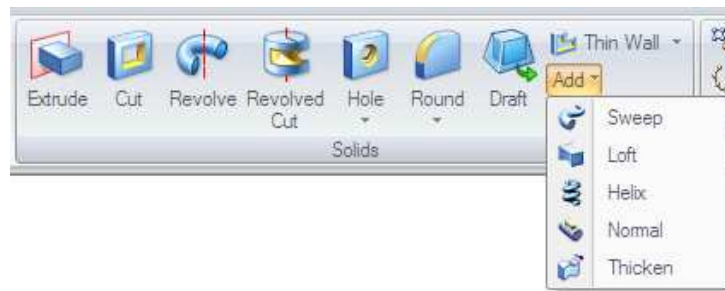 Thin Wall
Add
Extrude Cut Revolve Revolved Cut Hole Round Draft
Solids
Sweep
Loft
Helix
Normal
Thicken